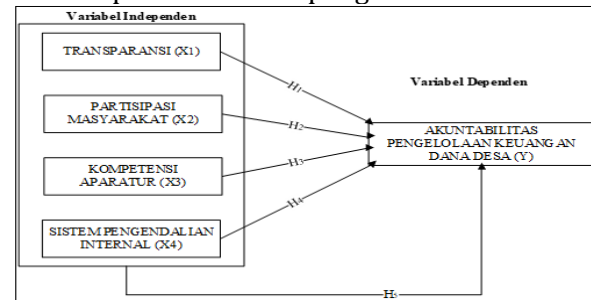 Variabel Independen
TRANSPARANSI (X1)
PARTISIPASI
MASYARAKAT (X2)
KOMPETENSI
APARATUR (X3)
SISTEM PENGENDALIAN
INTERNAL (X4)
H1
H2
H3
H4
Variabel Dependen
AKUNTABILITAS
PENGELOLAAN KEUANGAN
DANA DESA (Y)
H5